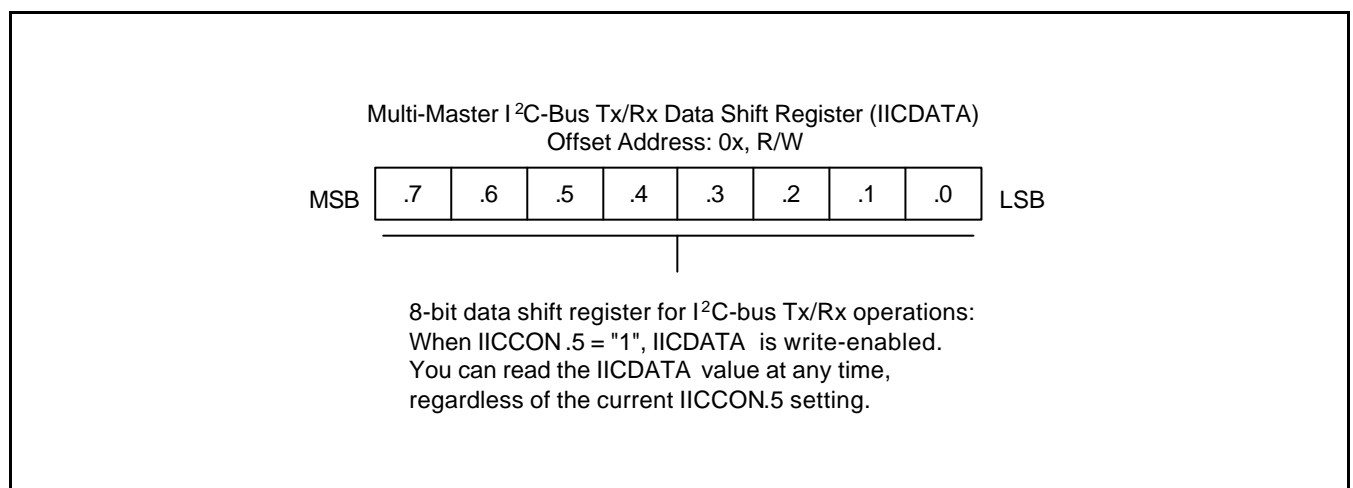 Multi-Master I²C-Bus Tx/Rx Data Shift Register (IICDATA)
Offset Address: 0x, R/W
MSB .7 .6 .5 .4 .3 .2 .1 .0 LSB
8-bit data shift register for I²C-bus Tx/Rx operations:
When IICCON .5 = "1", IICDATA is write-enabled.
You can read the IICDATA value at any time,
regardless of the current IICCON.5 setting.